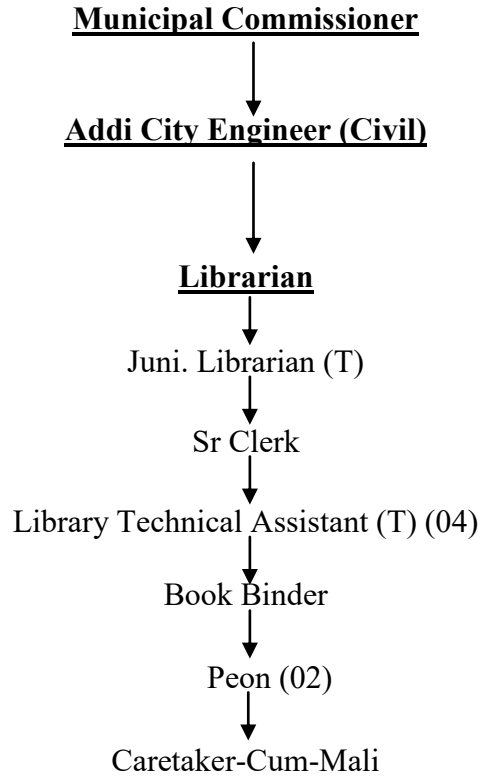 Municipal Commissioner
Addi City Engineer (Civil)
Librarian
Juni. Librarian (T)
Sr Clerk
Library Technical Assistant (T) (04)
Book Binder
Peon (02)
Caretaker-Cum-Mali